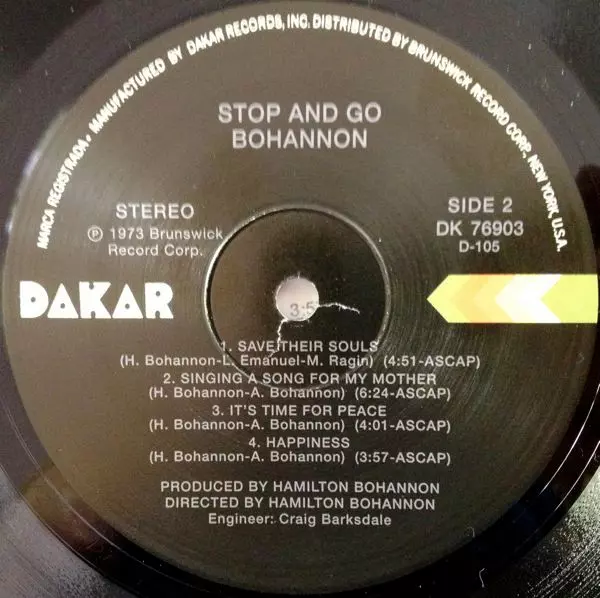 MARCA REGISTRADA. MANUFACTURED BY DAKAR RECORDS, INC. DISTRIBUTED BY BRUNSWICK RECORD CORP., NEW YORK, U.S.A.
STOP AND GO
BOHANNON
STEREO
℗ 1973 Brunswick
Record Corp.
SIDE 2
DK 76903
D-105
DAKAR
3:5
1. SAVE THEIR SOULS
(H. Bohannon-L. Emanuel-M. Ragin) (4:51-ASCAP)
2. SINGING A SONG FOR MY MOTHER
(H. Bohannon-A. Bohannon) (6:24-ASCAP)
3. IT'S TIME FOR PEACE
(H. Bohannon-A. Bohannon) (4:01-ASCAP)
4. HAPPINESS
(H. Bohannon-A. Bohannon) (3:57-ASCAP)
PRODUCED BY HAMILTON BOHANNON
DIRECTED BY HAMILTON BOHANNON
Engineer: Craig Barksdale